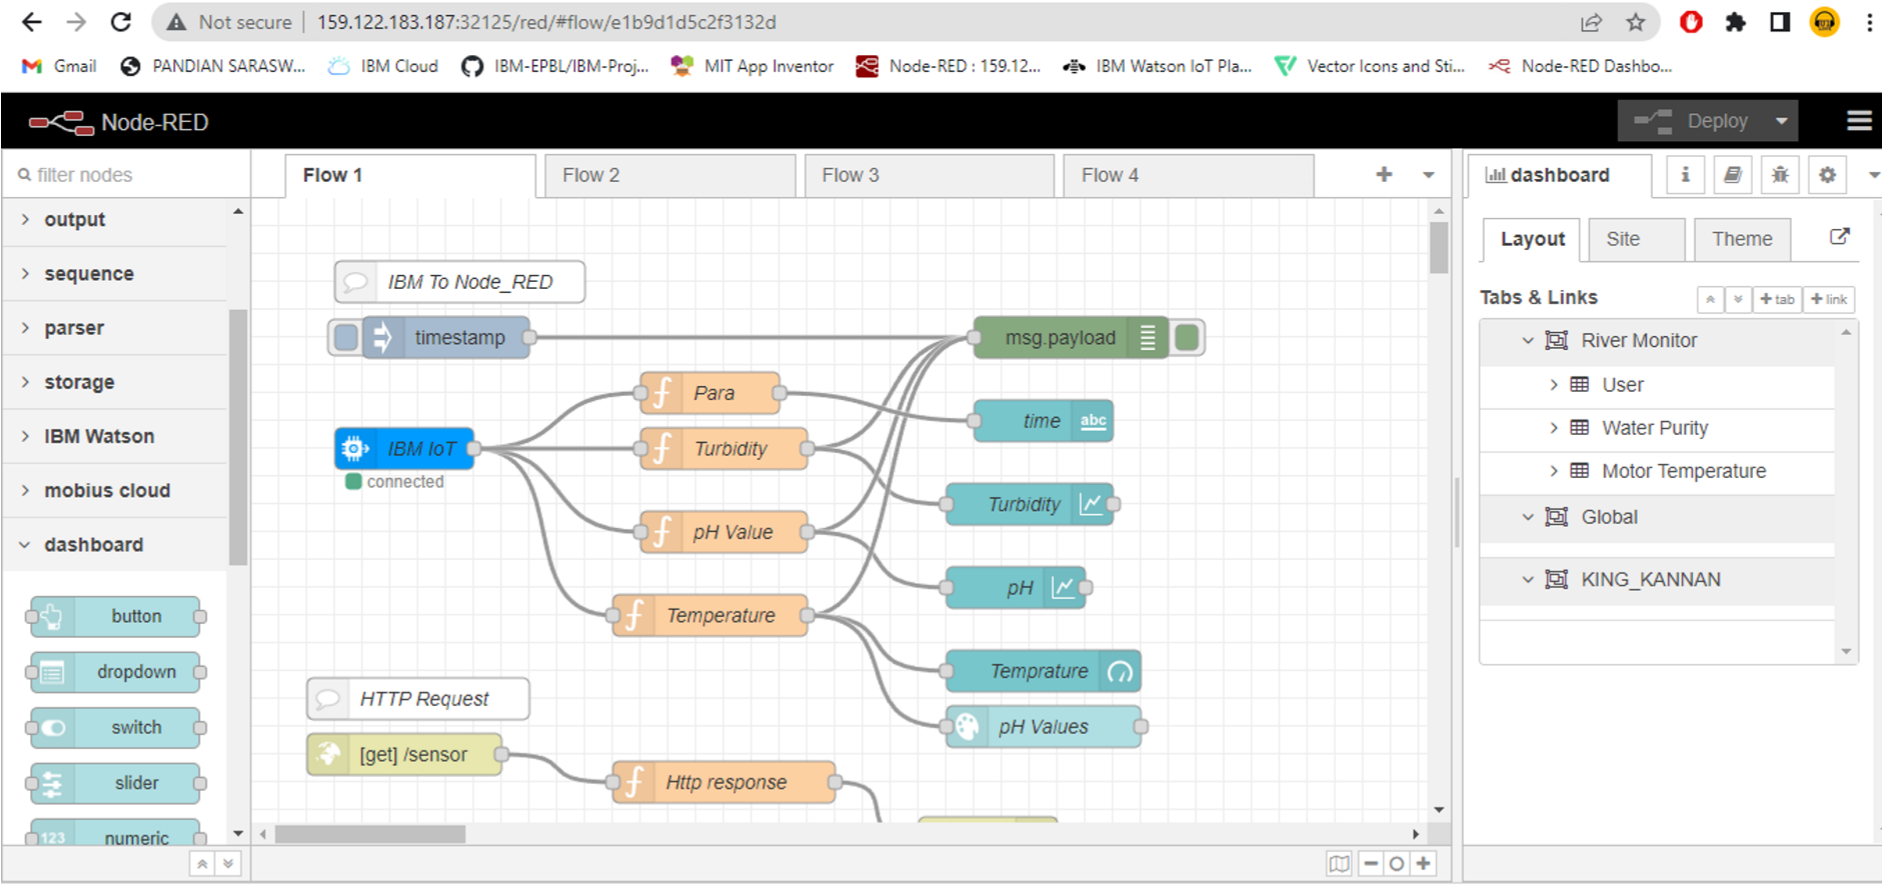 Not secure | 159.122.183.187:32125/red/#flow/e1b9d1d5c2f3132d
Gmail PANDIAN SARASW... IBM Cloud IBM-EPBL/IBM-Proj... MIT App Inventor Node-RED : 159.12... IBM Watson IoT Pla... Vector Icons and Sti... Node-RED Dashbo...
Node-RED Deploy
filter nodes
output
sequence
parser
storage
IBM Watson
mobius cloud
dashboard
button
dropdown
switch
slider
123 numeric
Flow 1 Flow 2 Flow 3 Flow 4
IBM To Node_RED
timestamp
msg.payload
Para
time abc
IBM IoT
connected
Turbidity
Turbidity
pH Value
pH
Temperature
Temprature
pH Values
HTTP Request
[get] /sensor
Http response
dashboard i
Layout Site Theme
Tabs & Links +tab +link
River Monitor
User
Water Purity
Motor Temperature
Global
KING_KANNAN